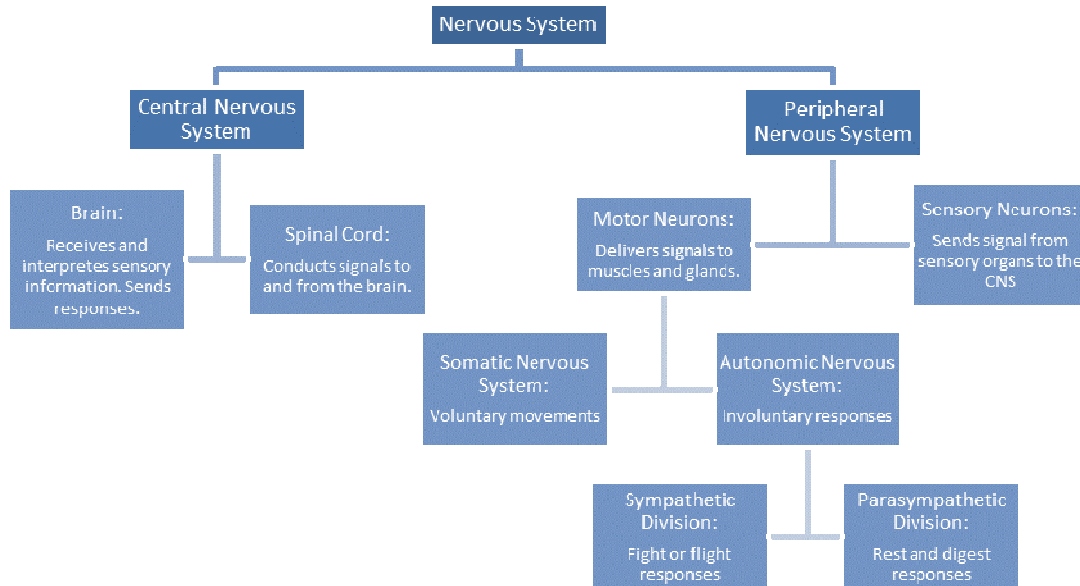 Nervous System
Central Nervous
System
Peripheral
Nervous System
Brain:
Receives and
interpretes sensory
information. Sends
responses.
Spinal Cord:
Conducts signals to
and from the brain.
Motor Neurons:
Delivers signals to
muscles and glands.
Sensory Neurons:
Sends signal from
sensory organs to the
CNS
Somatic Nervous
System:
Voluntary movements
Autonomic Nervous
System:
Involuntary responses
Sympathetic
Division:
Fight or flight
responses
Parasympathetic
Division:
Rest and digest
responses